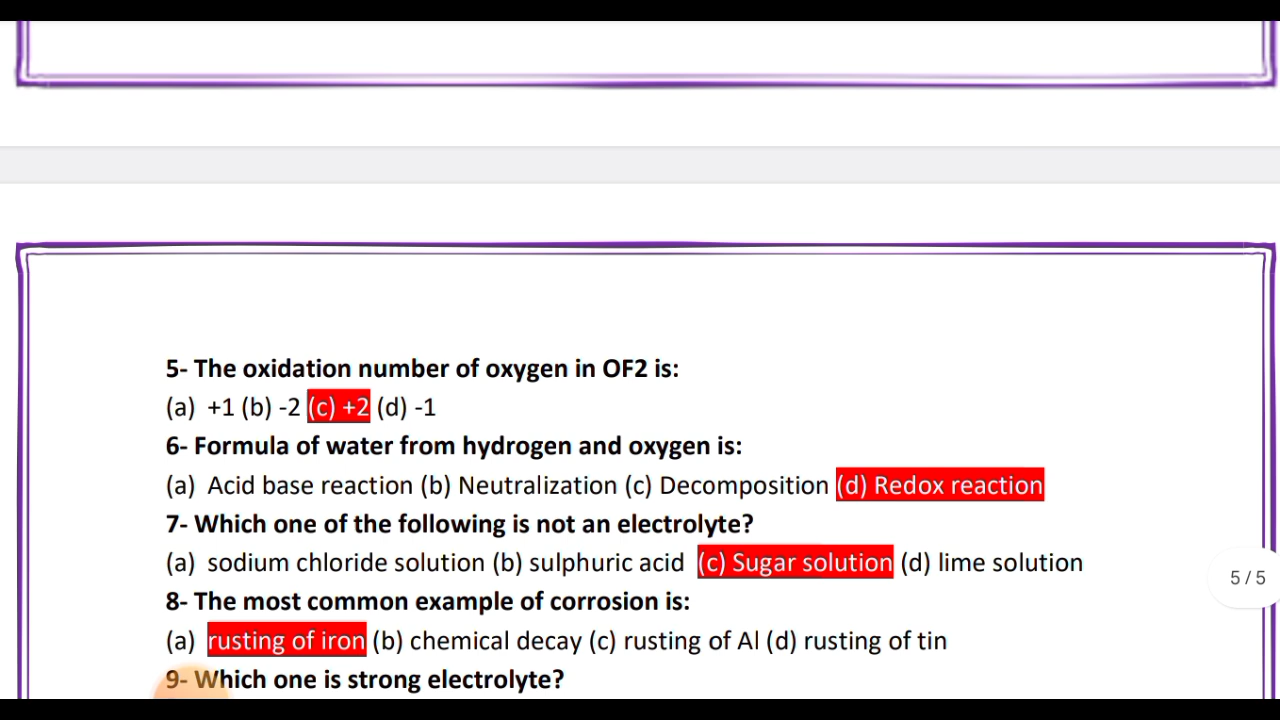 5- The oxidation number of oxygen in OF2 is:
(a) +1 (b) -2 (c) +2 (d) -1
6- Formula of water from hydrogen and oxygen is:
(a) Acid base reaction (b) Neutralization (c) Decomposition (d) Redox reaction
7- Which one of the following is not an electrolyte?
(a) sodium chloride solution (b) sulphuric acid (c) Sugar solution (d) lime solution
5 / 5
8- The most common example of corrosion is:
(a) rusting of iron (b) chemical decay (c) rusting of Al (d) rusting of tin
9- Which one is strong electrolyte?